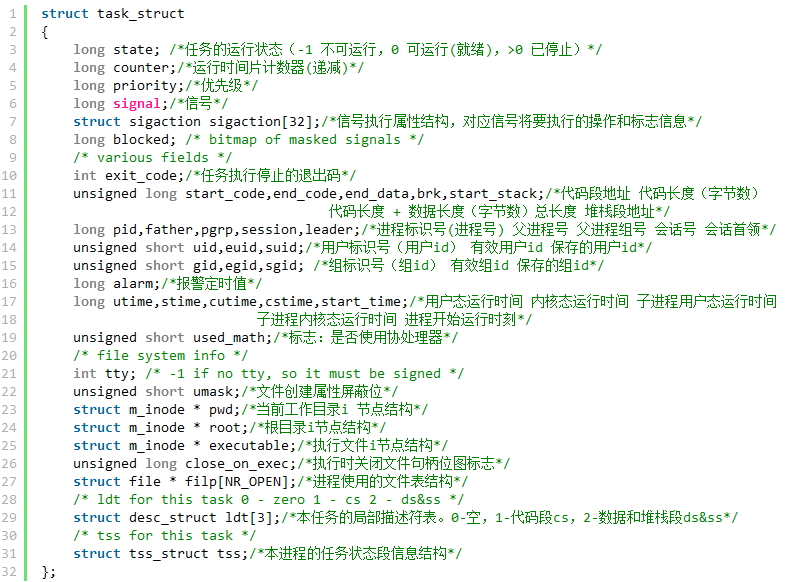 1 struct task_struct
2 {
3     long state; /*任务的运行状态（-1 不可运行，0 可运行(就绪)，>0 已停止）*/
4     long counter;/*运行时间片计数器(递减)*/
5     long priority;/*优先级*/
6     long signal;/*信号*/
7     struct sigaction sigaction[32];/*信号执行属性结构，对应信号将要执行的操作和标志信息*/
8     long blocked; /* bitmap of masked signals */
9     /* various fields */
10     int exit_code;/*任务执行停止的退出码*/
11     unsigned long start_code,end_code,end_data,brk,start_stack;/*代码段地址 代码长度（字节数）
12                                     代码长度 + 数据长度（字节数）总长度 堆栈段地址*/
13     long pid,father,pgrp,session,leader;/*进程标识号(进程号) 父进程号 父进程组号 会话号 会话首领*/
14     unsigned short uid,euid,suid;/*用户标识号（用户id） 有效用户id 保存的用户id*/
15     unsigned short gid,egid,sgid; /*组标识号（组id） 有效组id 保存的组id*/
16     long alarm;/*报警定时值*/
17     long utime,stime,cutime,cstime,start_time;/*用户态运行时间 内核态运行时间 子进程用户态运行时间
18                           子进程内核态运行时间 进程开始运行时刻*/
19     unsigned short used_math;/*标志：是否使用协处理器*/
20     /* file system info */
21     int tty; /* -1 if no tty, so it must be signed */
22     unsigned short umask;/*文件创建属性屏蔽位*/
23     struct m_inode * pwd;/*当前工作目录i 节点结构*/
24     struct m_inode * root;/*根目录i节点结构*/
25     struct m_inode * executable;/*执行文件i节点结构*/
26     unsigned long close_on_exec;/*执行时关闭文件句柄位图标志*/
27     struct file * filp[NR_OPEN];/*进程使用的文件表结构*/
28     /* ldt for this task 0 - zero 1 - cs 2 - ds&ss */
29     struct desc_struct ldt[3];/*本任务的局部描述符表。0-空，1-代码段cs，2-数据和堆栈段ds&ss*/
30     /* tss for this task */
31     struct tss_struct tss;/*本进程的任务状态段信息结构*/
32 };